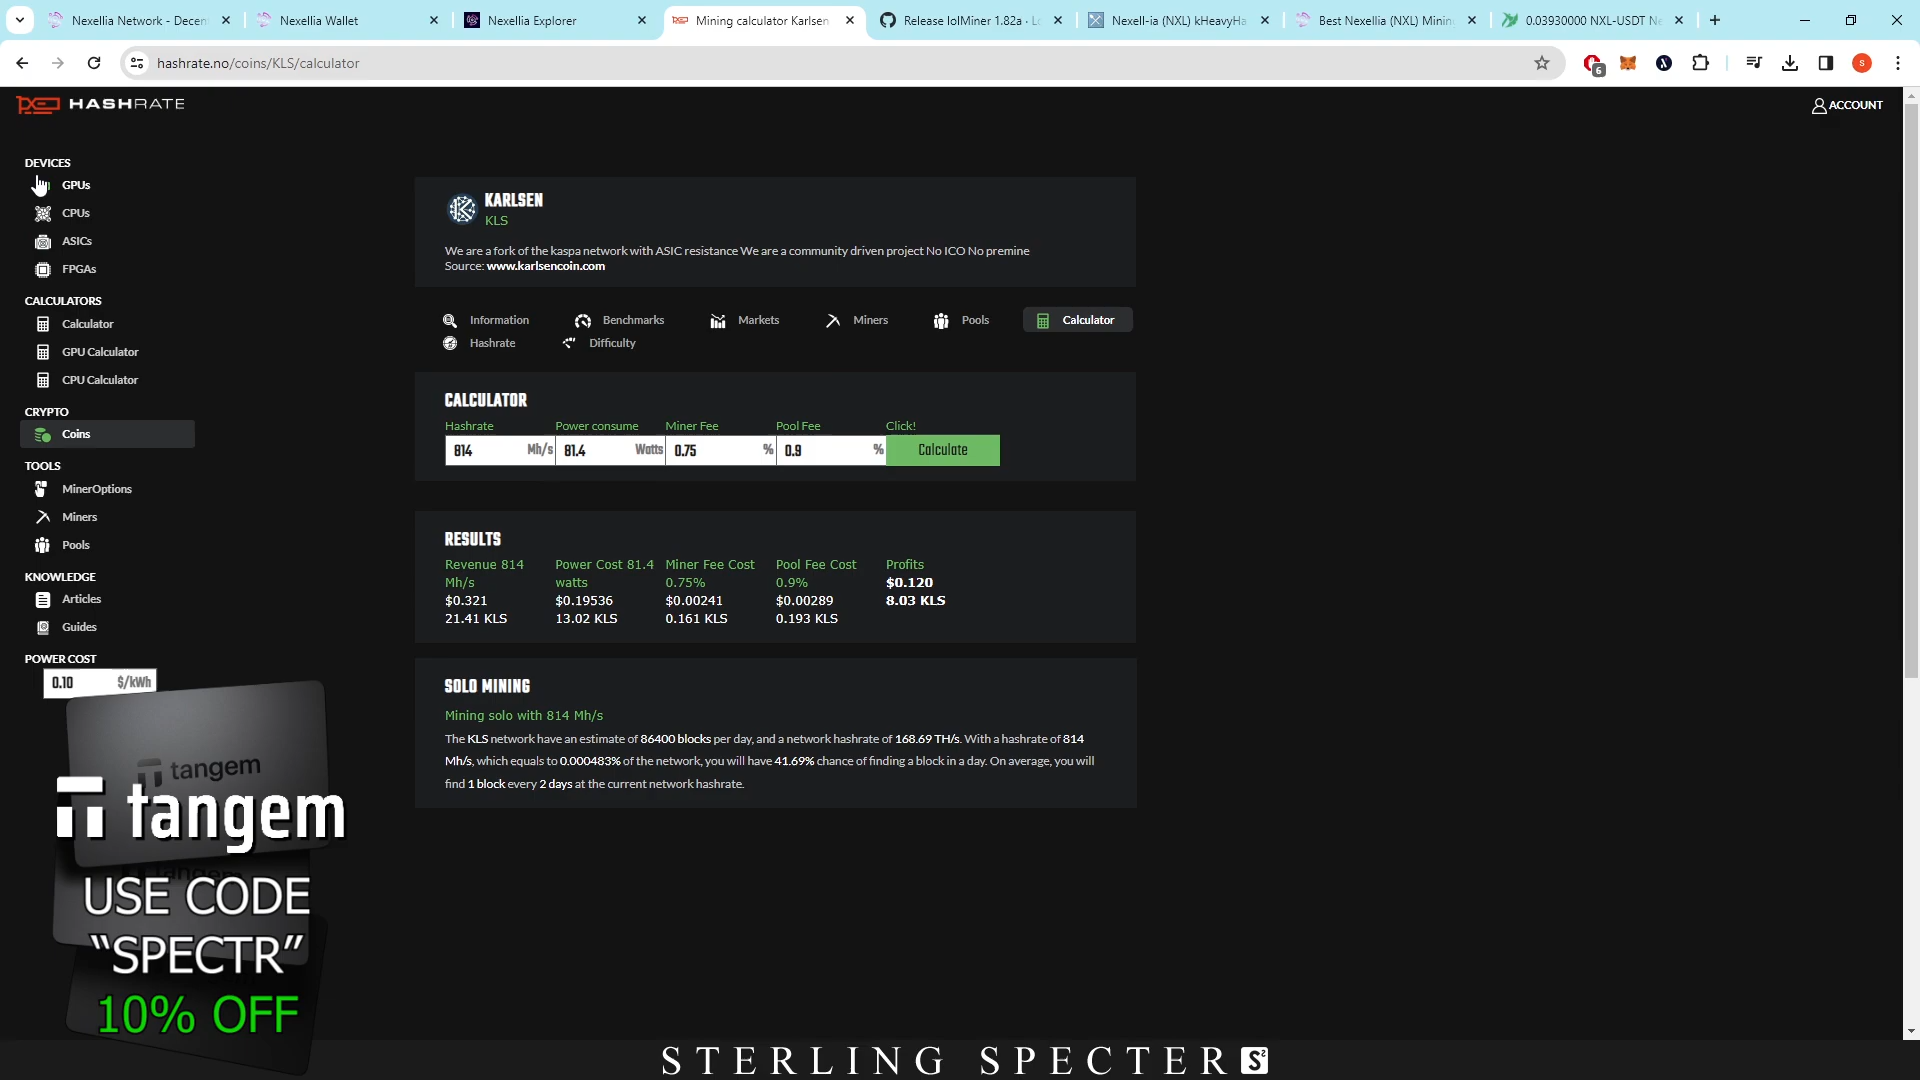 Nexellia Network - Decen
Nexellia Wallet
Nexellia Explorer
Mining calculator Karlsen
Release lolMiner 1.82a · Lo
Nexell-ia (NXL) kHeavyHa
Best Nexellia (NXL) Minin
0.03930000 NXL-USDT Ne
hashrate.no/coins/KLS/calculator
6
S
HASHRATE
ACCOUNT
DEVICES
GPUs
CPUs
ASICs
FPGAs
CALCULATORS
Calculator
GPU Calculator
CPU Calculator
CRYPTO
Coins
TOOLS
MinerOptions
Miners
Pools
KNOWLEDGE
Articles
Guides
POWER COST
0.10 $/kWh
KARLSEN
KLS
We are a fork of the kaspa network with ASIC resistance We are a community driven project No ICO No premine
Source: www.karlsencoin.com
Information Benchmarks Markets Miners Pools Calculator
Hashrate Difficulty
CALCULATOR
Hashrate Power consume Miner Fee Pool Fee Click!
814 Mh/s 81.4 Watts 0.75 % 0.9 % Calculate
RESULTS
Revenue 814 Power Cost 81.4 Miner Fee Cost Pool Fee Cost Profits
Mh/s watts 0.75% 0.9% $0.120
$0.321 $0.19536 $0.00241 $0.00289 8.03 KLS
21.41 KLS 13.02 KLS 0.161 KLS 0.193 KLS
SOLO MINING
Mining solo with 814 Mh/s
The KLS network have an estimate of 86400 blocks per day, and a network hashrate of 168.69 TH/s. With a hashrate of 814
Mh/s, which equals to 0.000483% of the network, you will have 41.69% chance of finding a block in a day. On average, you will
find 1 block every 2 days at the current network hashrate.
tangem
tangem
tangem
USE CODE
"SPECTR"
10% OFF
STERLING SPECTER S²